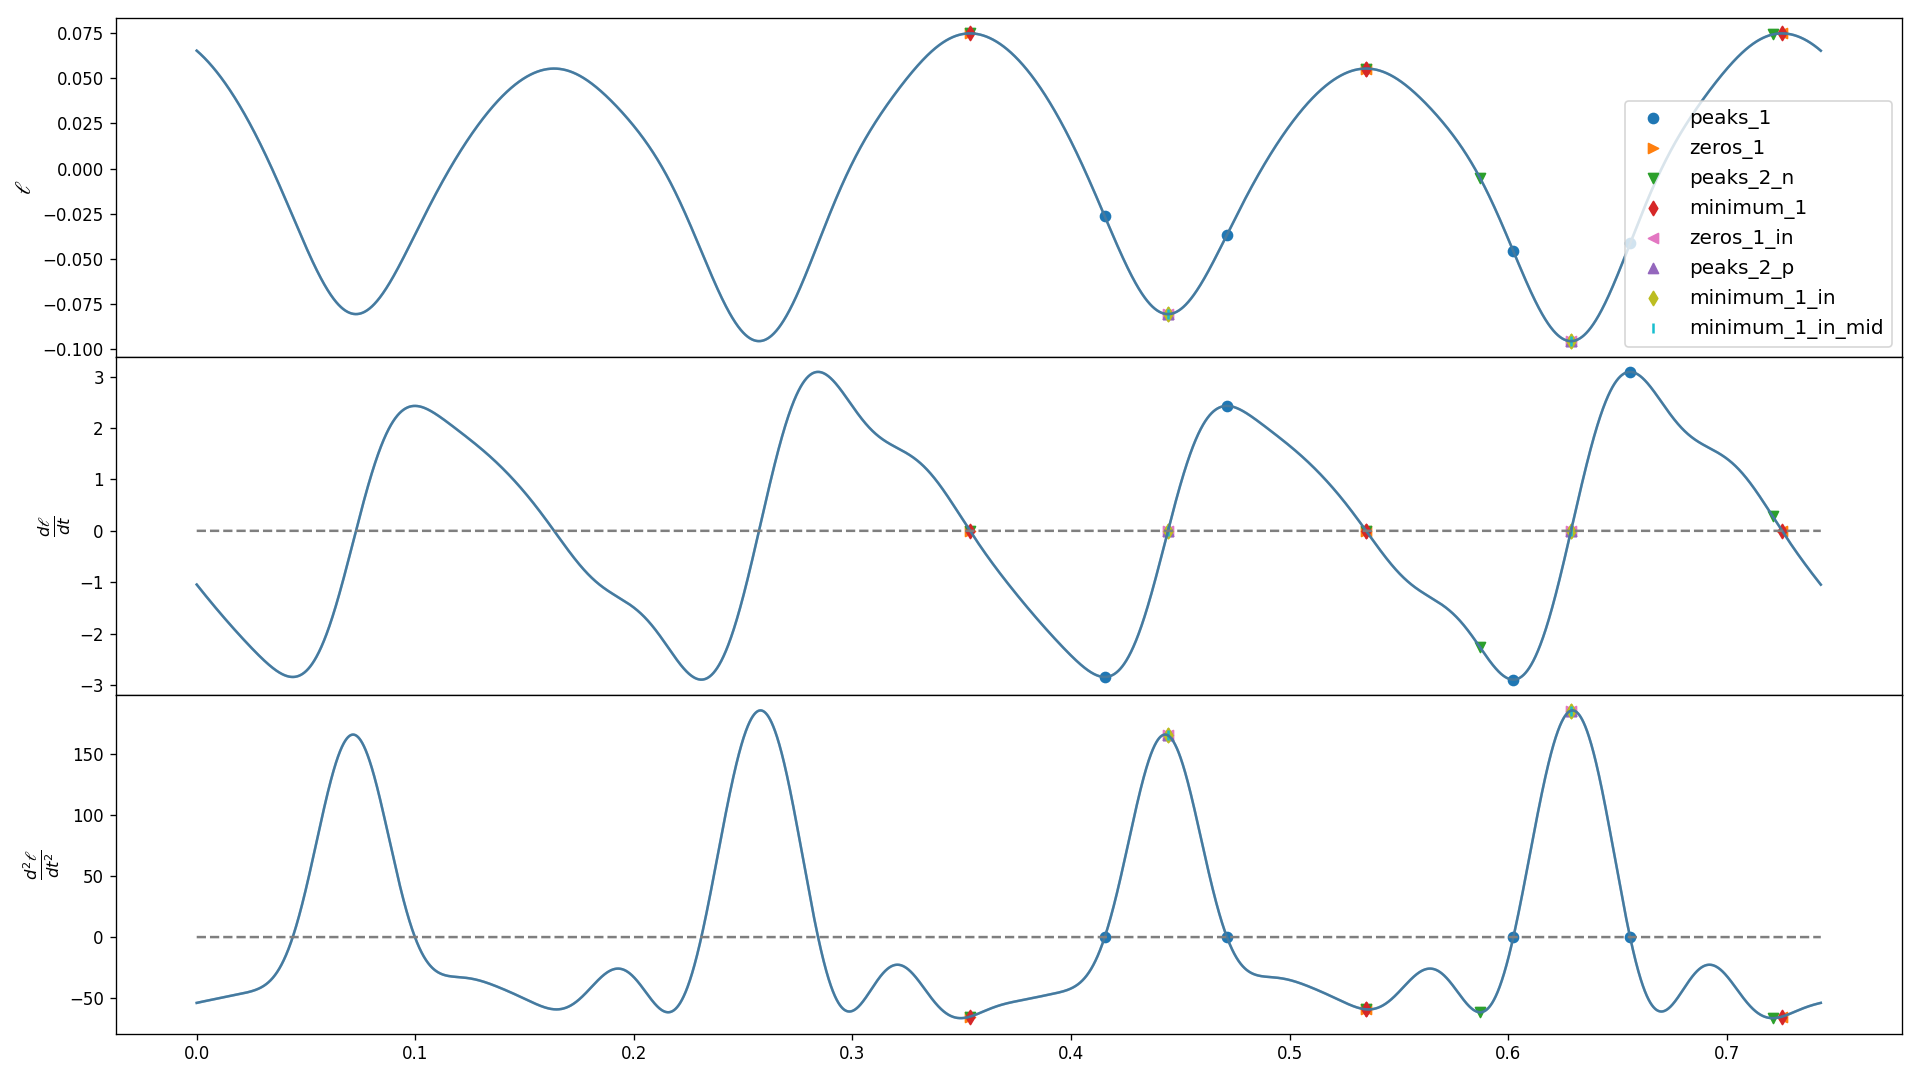 0.075
0.050
0.025
0.000
−0.025
−0.050
−0.075
−0.100
ℓ
peaks_1
zeros_1
peaks_2_n
minimum_1
zeros_1_in
peaks_2_p
minimum_1_in
minimum_1_in_mid
3
2
1
0
−1
−2
−3
dℓ
dt
150
100
50
0
−50
d²ℓ
dt²
0.0 0.1 0.2 0.3 0.4 0.5 0.6 0.7